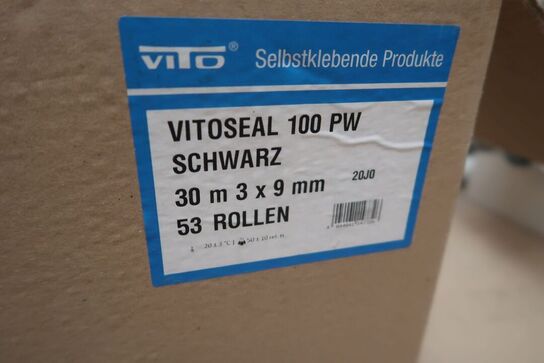 VITO® Selbstklebende Produkte
VITOSEAL 100 PW
SCHWARZ
30 m 3 x 9 mm 20J0
53 ROLLEN